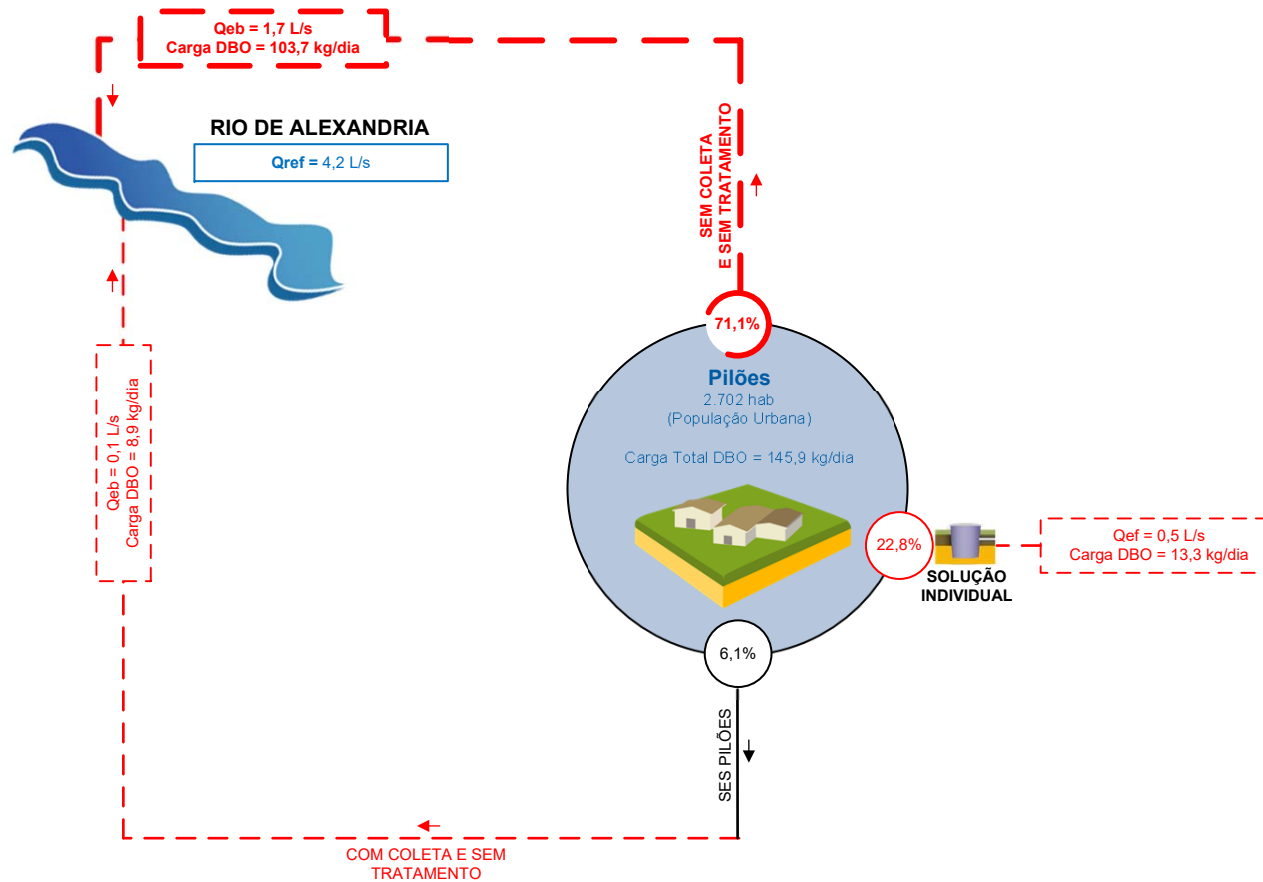 Qeb = 1,7 L/s
Carga DBO = 103,7 kg/dia
RIO DE ALEXANDRIA
Qref = 4,2 L/s
SEM COLETA
E SEM TRATAMENTO
71,1%
Pilões
2.702 hab
(População Urbana)
Carga Total DBO = 145,9 kg/dia
Qeb = 0,1 L/s
Carga DBO = 8,9 kg/dia
22,8%
SOLUÇÃO
INDIVIDUAL
Qef = 0,5 L/s
Carga DBO = 13,3 kg/dia
6,1%
SES PILÕES
COM COLETA E SEM
TRATAMENTO